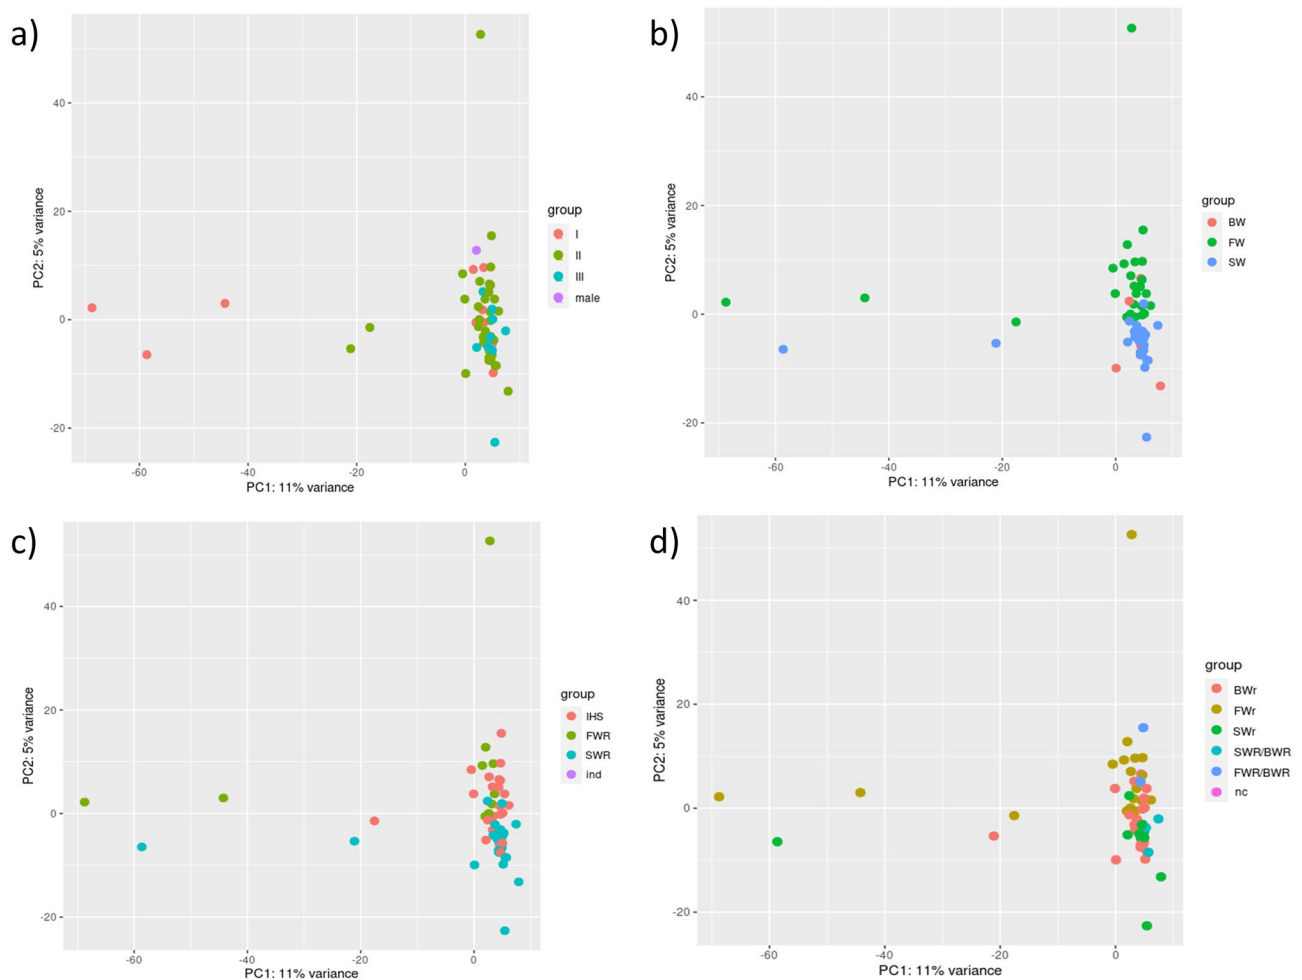 a)
40
20
0
-20
PC2: 5% variance
-60
-40
-20
0
PC1: 11% variance
group
I
II
III
male
b)
40
20
0
-20
PC2: 5% variance
-60
-40
-20
0
PC1: 11% variance
group
BW
FW
SW
c)
40
20
0
-20
PC2: 5% variance
-60
-40
-20
0
PC1: 11% variance
group
IHS
FWR
SWR
ind
d)
40
20
0
-20
PC2: 5% variance
-60
-40
-20
0
PC1: 11% variance
group
BWr
FWr
SWr
SWR/BWR
FWR/BWR
nc